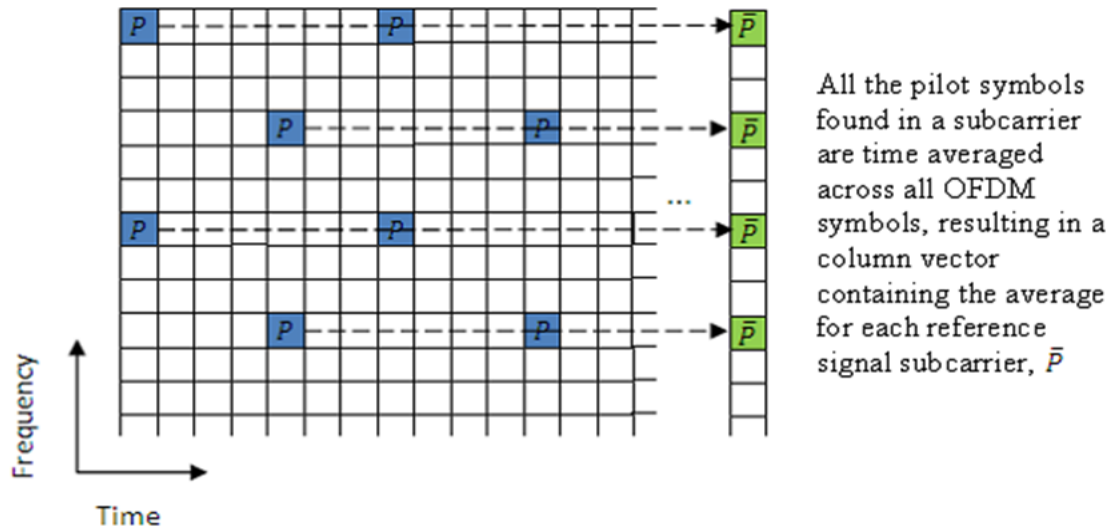 P P P̄
P P P̄
...
P P P̄
P P P̄
All the pilot symbols
found in a subcarrier
are time averaged
across all OFDM
symbols, resulting in a
column vector
containing the average
for each reference
signal subcarrier, P̄
Frequency
Time